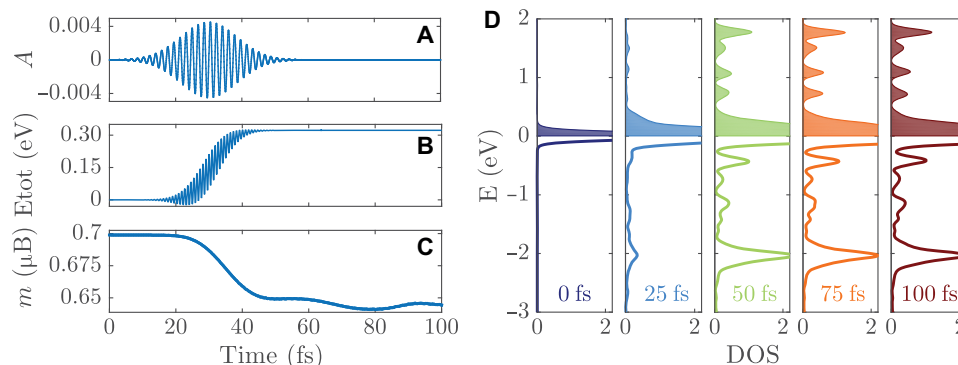 A
0.004
0
−0.004
A
B
0.30
0.15
0
Etot (eV)
C
0.7
0.675
0.65
m (μB)
0 20 40 60 80 100
Time (fs)
D
2
1
0
-1
-2
-3
E (eV)
0 fs
25 fs
50 fs
75 fs
100 fs
0 2 0 2 0 2 0 2 0 2
DOS